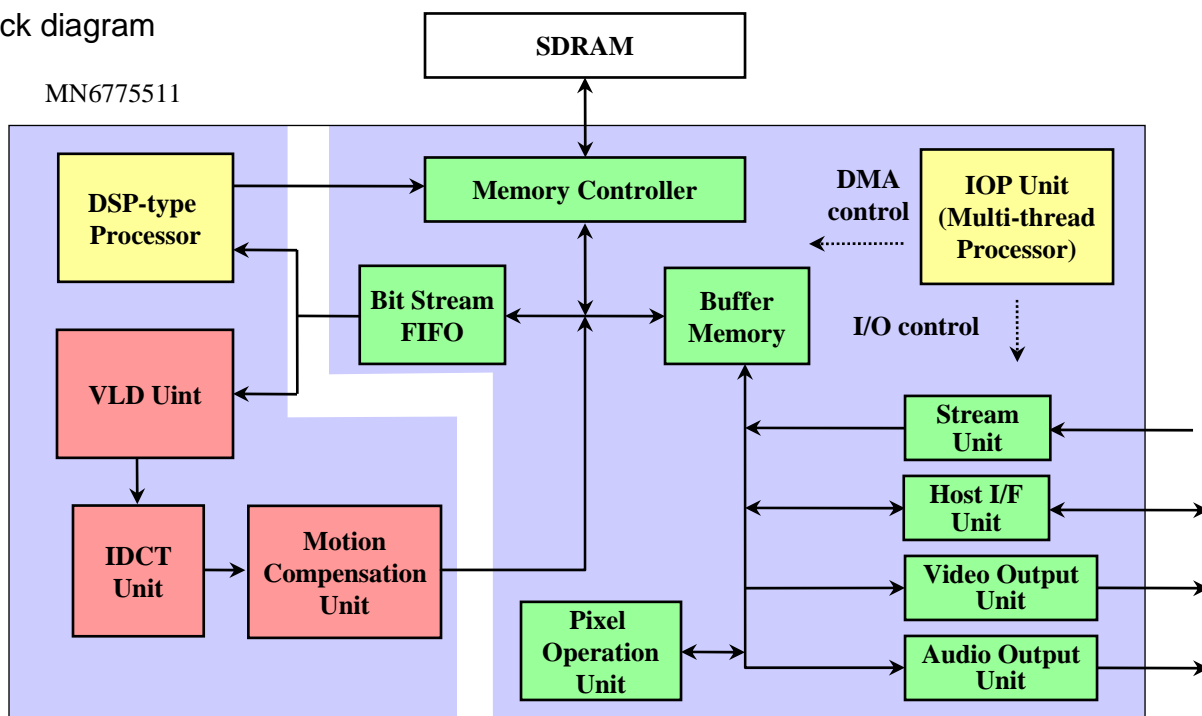 ck diagram
SDRAM
MN6775511
DSP-type
Processor
Memory Controller
DMA
control
IOP Unit
(Multi-thread
Processor)
Bit Stream
FIFO
Buffer
Memory
I/O control
VLD Uint
Stream
Unit
Host I/F
Unit
IDCT
Unit
Motion
Compensation
Unit
Video Output
Unit
Pixel
Operation
Unit
Audio Output
Unit